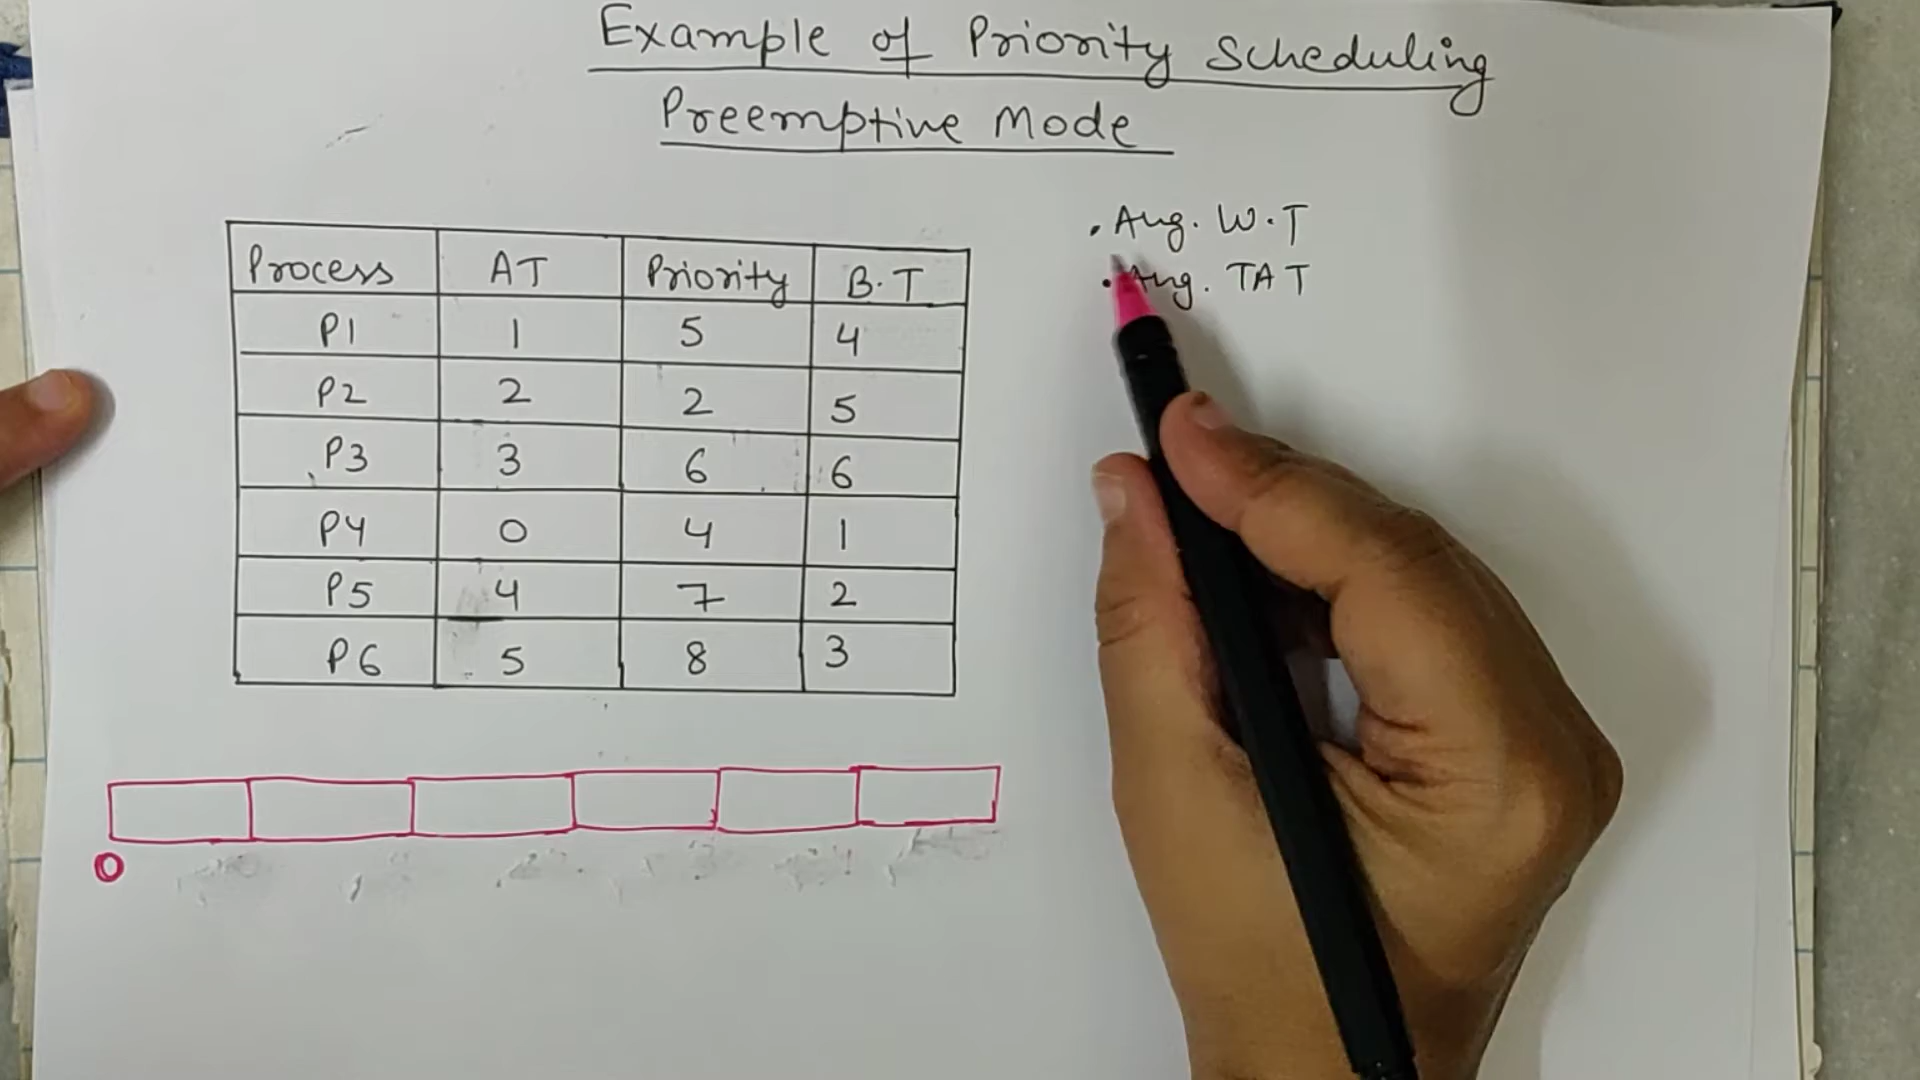 Example of Priority Scheduling
Preemptive Mode
• Avg. W.T
• Avg. TAT
Process AT Priority B.T
P1 1 5 4
P2 2 2 5
P3 3 6 6
P4 0 4 1
P5 4 7 2
P6 5 8 3
0